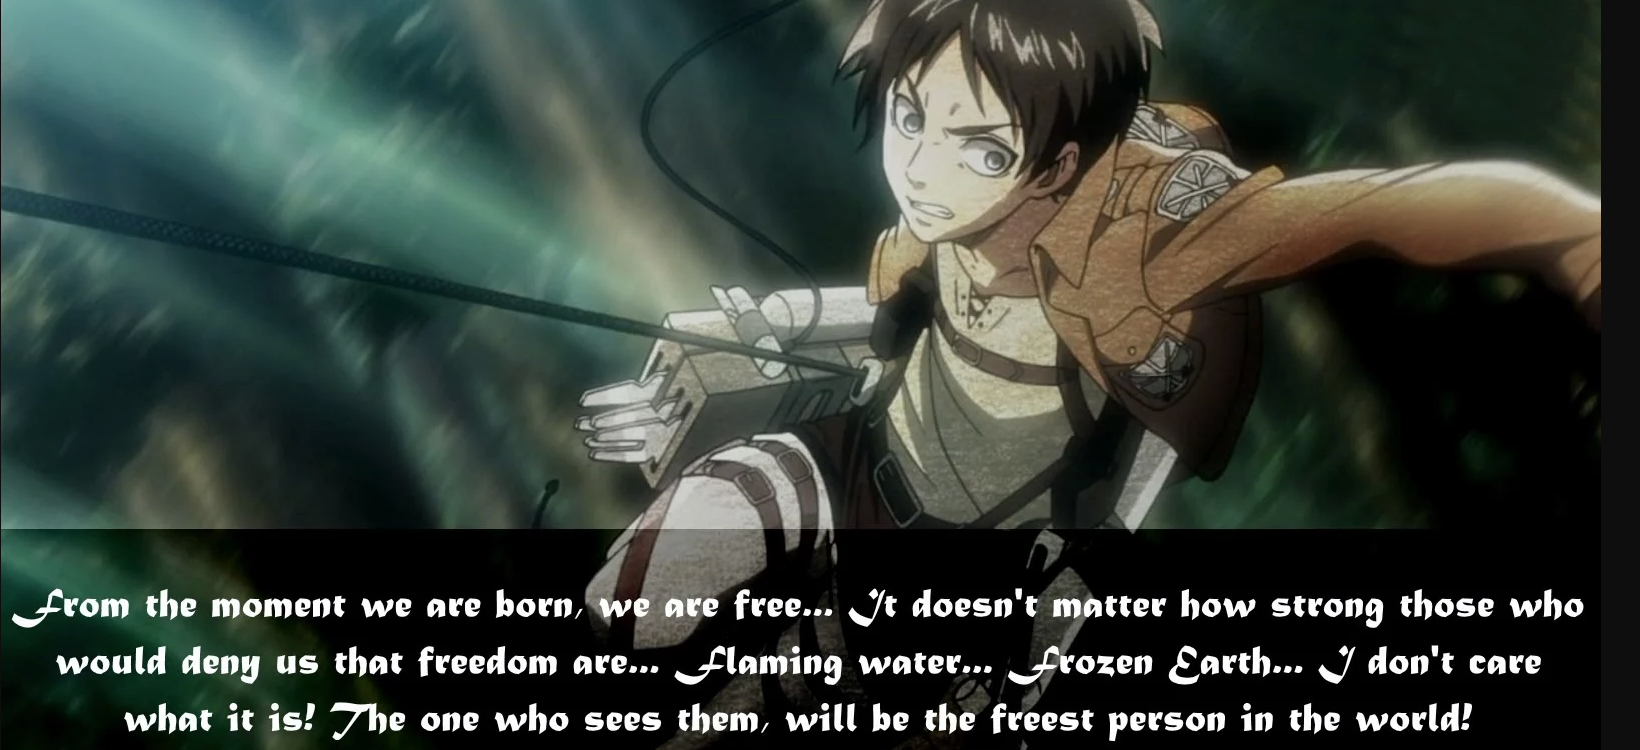 From the moment we are born, we are free... It doesn't matter how strong those who
would deny us that freedom are... Flaming water... Frozen Earth... I don't care
what it is! The one who sees them, will be the freest person in the world!